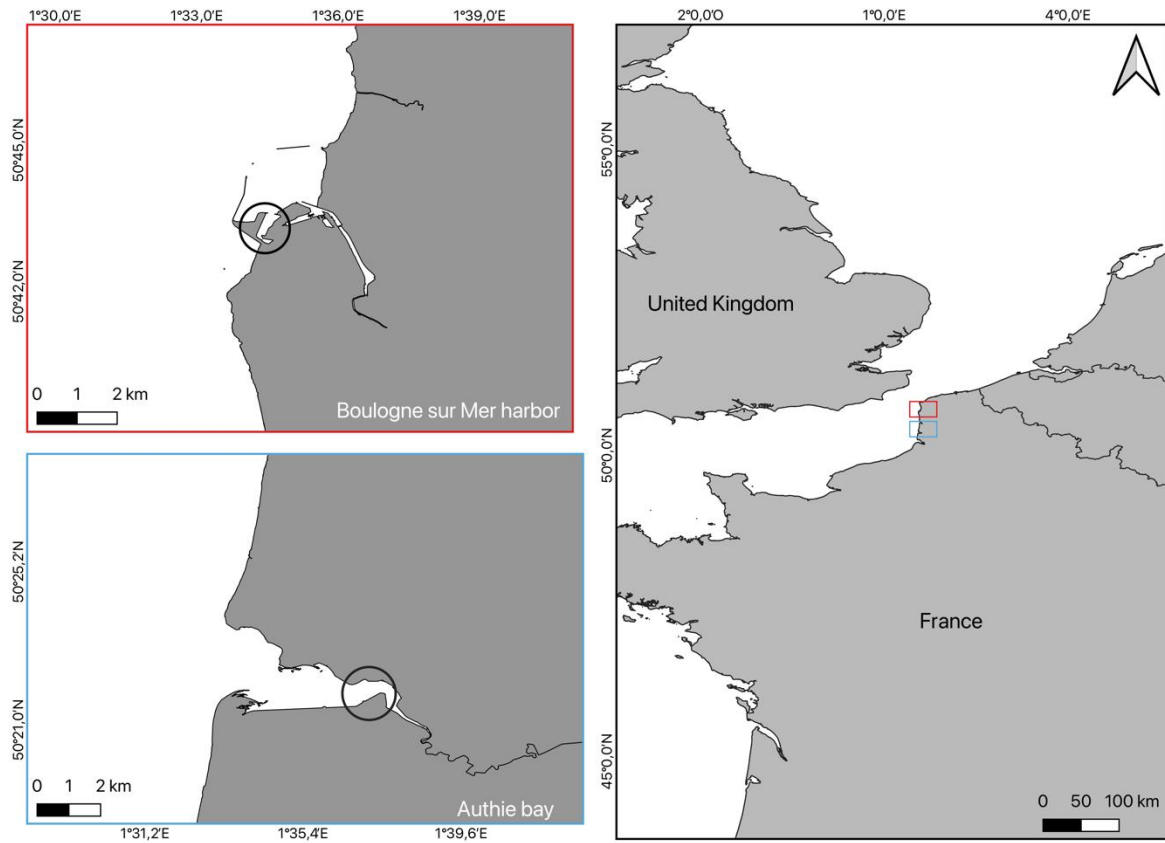 1°30,0'E 1°33,0'E 1°36,0'E 1°39,0'E
50°45,0'N
50°42,0'N
0 1 2 km
Boulogne sur Mer harbor
50°25,2'N
50°21,0'N
0 1 2 km
Authie bay
1°31,2'E 1°35,4'E 1°39,6'E
2°0,0'O 1°0,0'E 4°0,0'E
55°0,0'N
50°0,0'N
45°0,0'N
United Kingdom
France
0 50 100 km